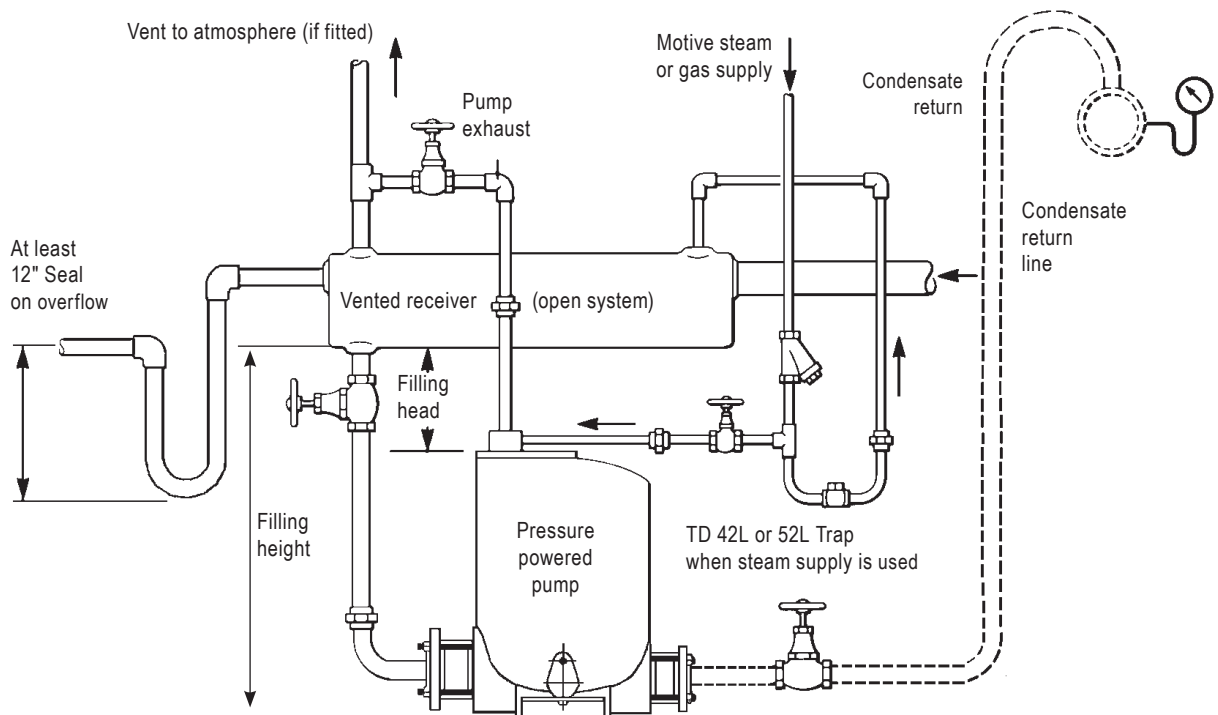 Vent to atmosphere (if fitted)
Motive steam
or gas supply
Condensate
return
Pump
exhaust
At least
12" Seal
on overflow
Condensate
return
line
Vented receiver (open system)
Filling
head
Filling
height
Pressure
powered
pump
TD 42L or 52L Trap
when steam supply is used